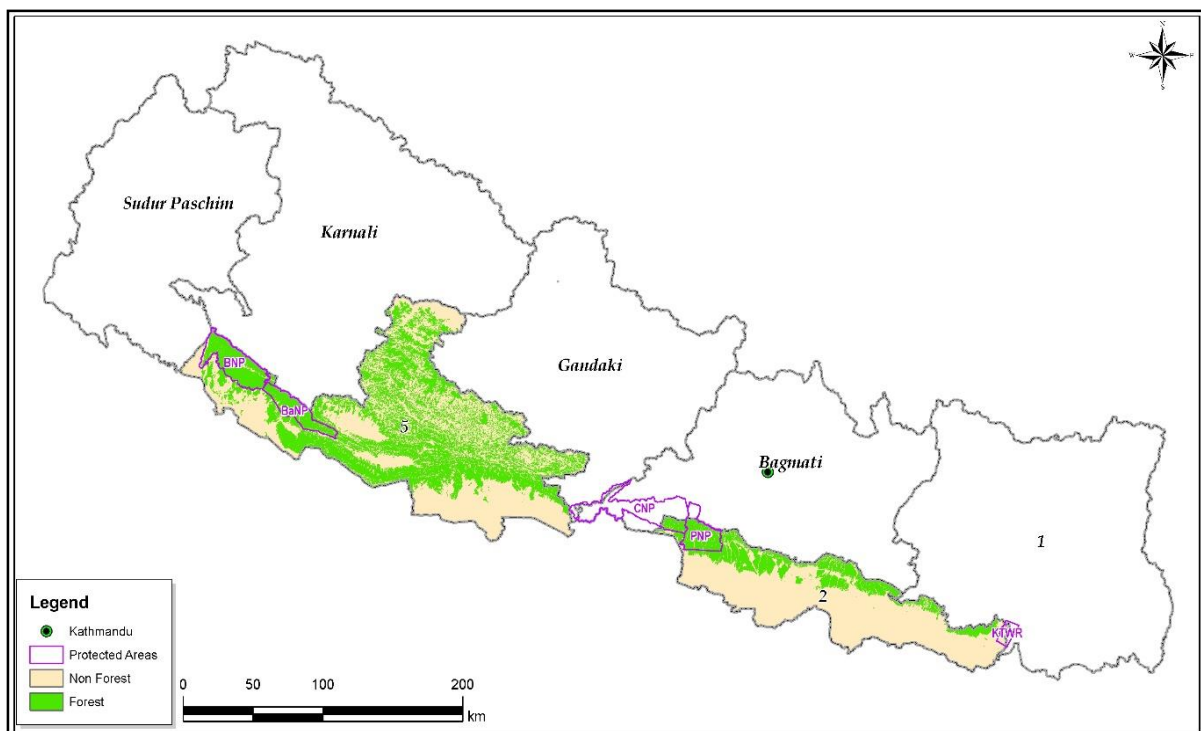 N
W
E
S
Sudur Paschim
Karnali
Gandaki
BNP
BaNP
5
Bagmati
CNP
PNP
1
2
KTWR
Legend
Kathmandu
Protected Areas
Non Forest
Forest
0 50 100 200
km